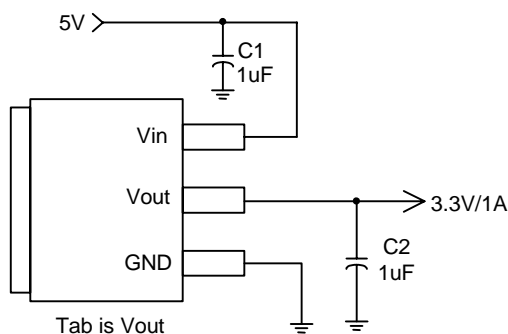 5V
C1
1uF
Vin
Vout
3.3V/1A
C2
1uF
GND
Tab is Vout